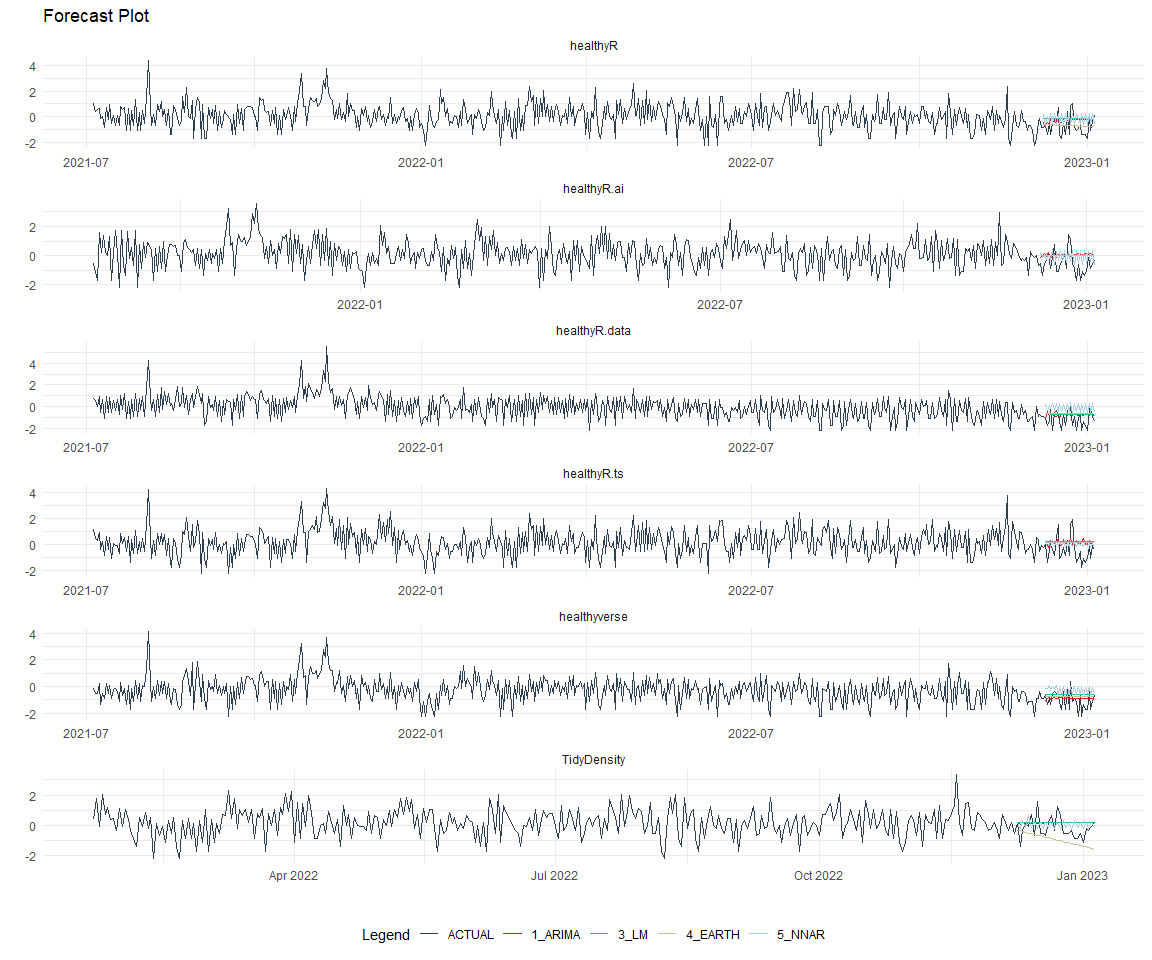 Forecast Plot
healthyR
4
2
0
-2
2021-07 2022-01 2022-07 2023-01
healthyR.ai
2
0
-2
2022-01 2022-07 2023-01
healthyR.data
4
2
0
-2
2021-07 2022-01 2022-07 2023-01
healthyR.ts
4
2
0
-2
2021-07 2022-01 2022-07 2023-01
healthyverse
4
2
0
-2
2021-07 2022-01 2022-07 2023-01
TidyDensity
2
0
-2
Apr 2022 Jul 2022 Oct 2022 Jan 2023
Legend ACTUAL 1_ARIMA 3_LM 4_EARTH 5_NNAR